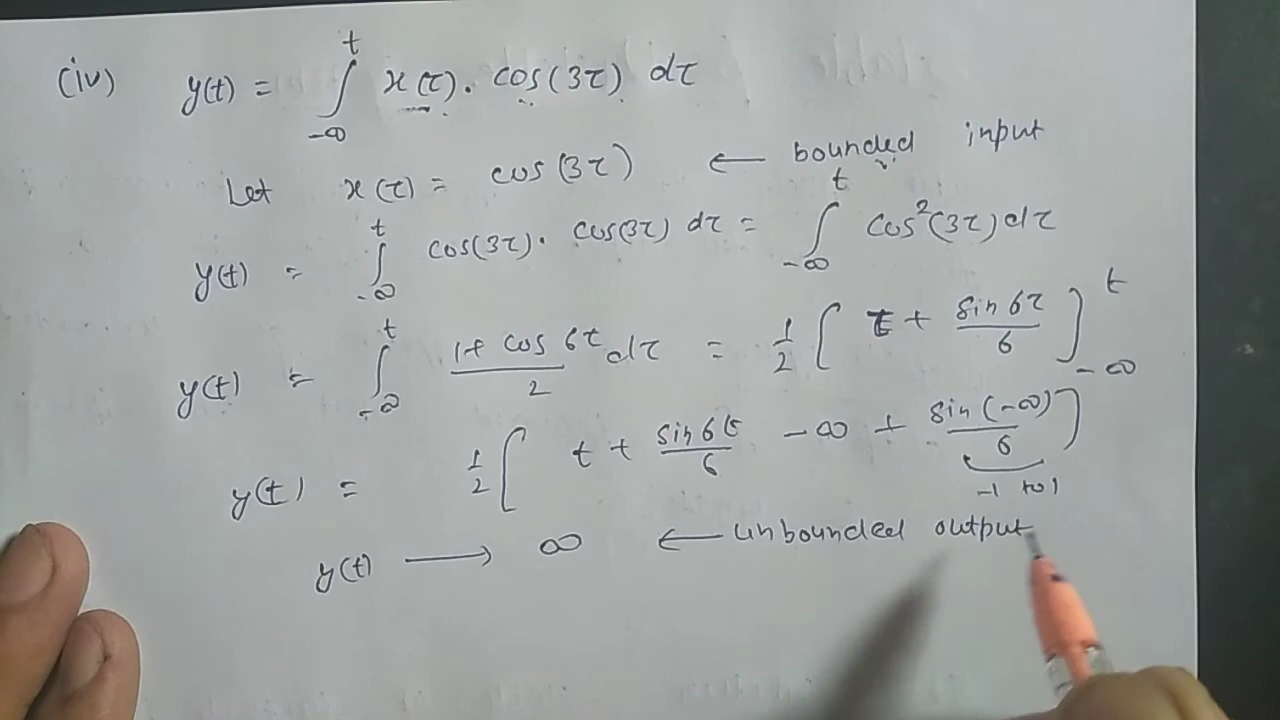 (iv) y(t) = ∫_{-∞}^{t} x(τ). cos(3τ) dτ
Let x(τ) = cos(3τ) ← bounded input
y(t) = ∫_{-∞}^{t} cos(3τ). cos(3τ) dτ = ∫_{-∞}^{t} cos²(3τ) dτ
y(t) = ∫_{-∞}^{t} (1+ cos 6τ)/2 dτ = 1/2 [ τ + sin 6τ/6 ]_{-∞}^{t}
y(t) = 1/2 [ t + sin 6t/6 -∞ + sin(-∞)/6 ]
-1 to 1
y(t) → ∞ ← unbounded output